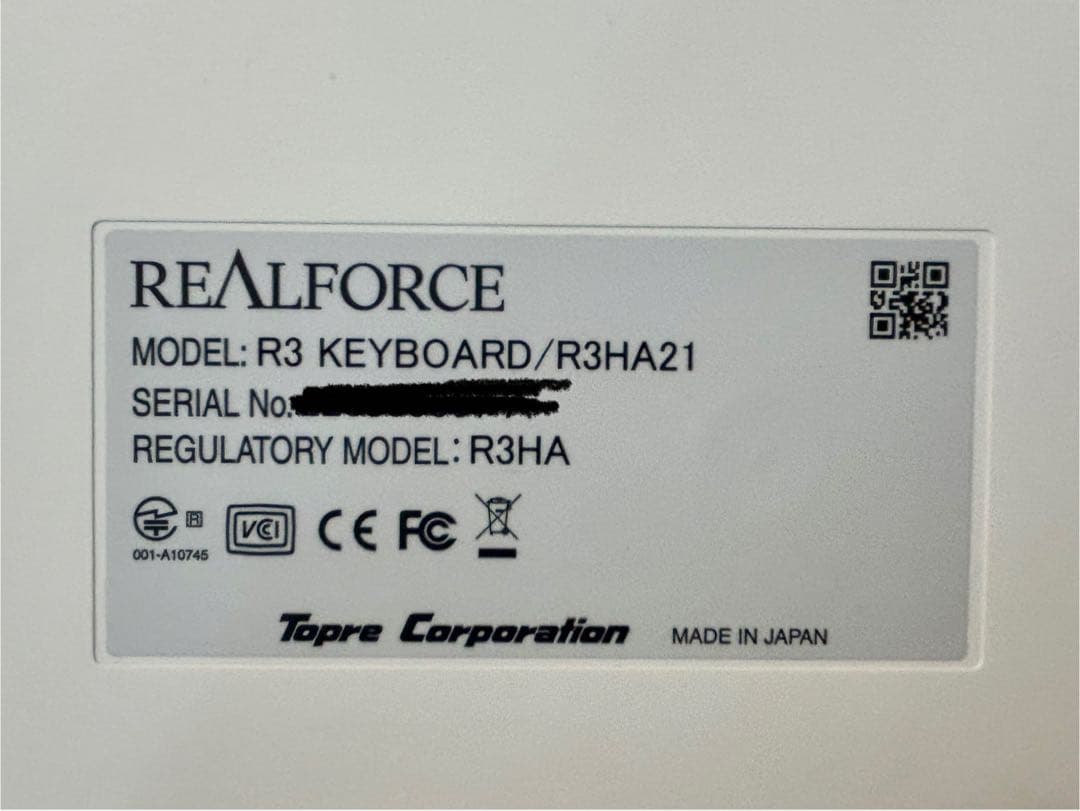 REALFORCE
MODEL: R3 KEYBOARD/R3HA21
SERIAL No.
REGULATORY MODEL: R3HA
R VCI CE FC
001-A10745
Topre Corporation MADE IN JAPAN